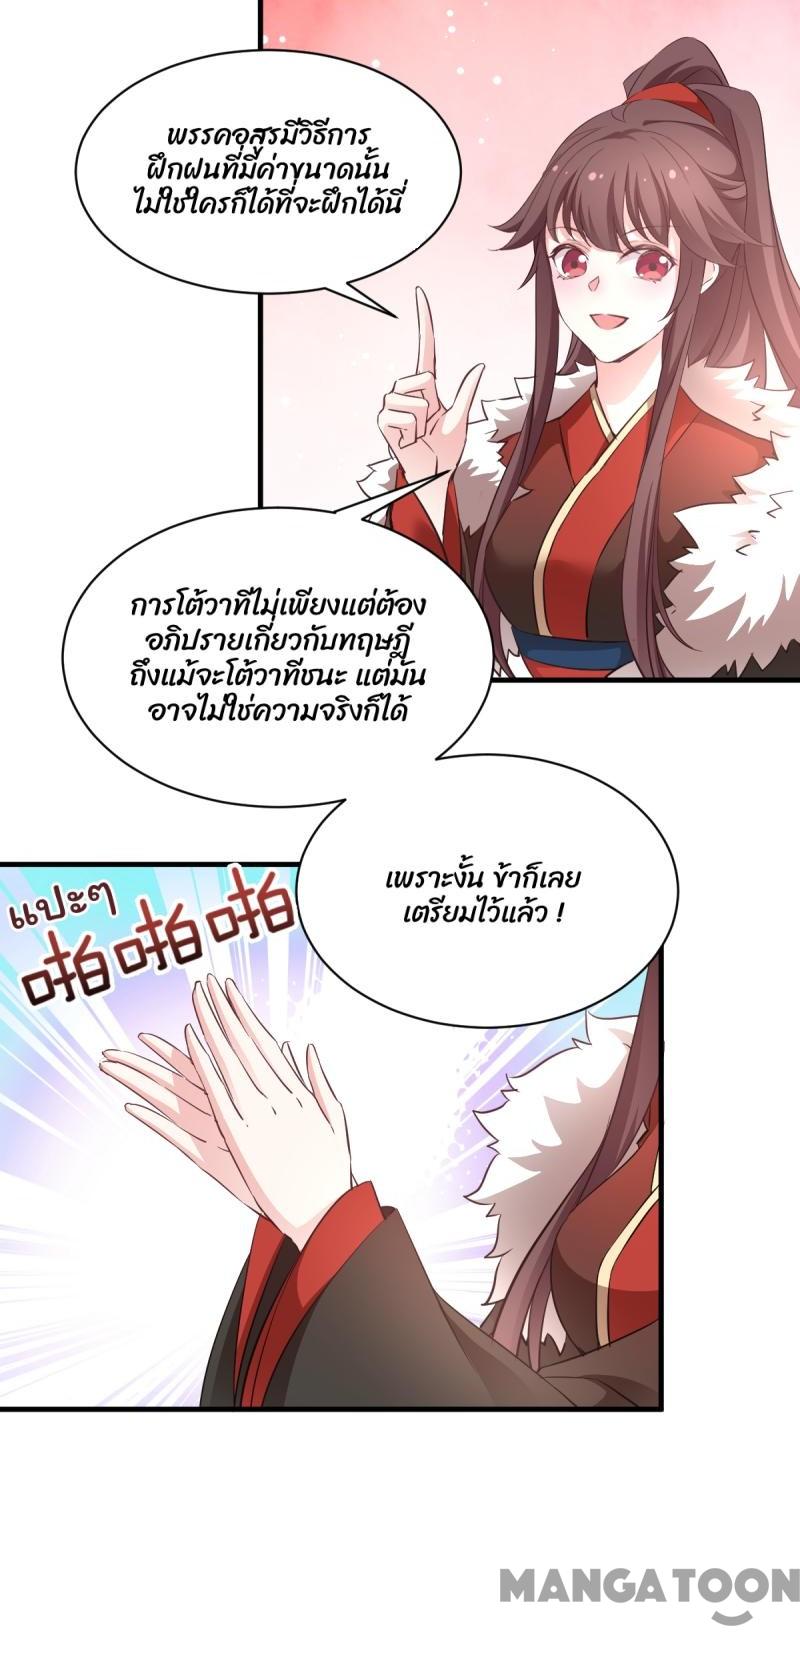 พรรคอสูรมีวิธีการ
ฝึกฝนที่มีค่าขนาดนั้น
ไม่ใช่ใครก็ได้ที่จะฝึกได้นี่
การโต้วาทีไม่เพียงแต่ต้อง
อภิปรายเกี่ยวกับทฤษฎี
ถึงแม้จะโต้วาทีชนะ แต่มัน
อาจไม่ใช่ความจริงก็ได้
เพราะงั้น ข้าก็เลย
เตรียมไว้แล้ว !
แปะๆ
啪啪啪
MANGATOON